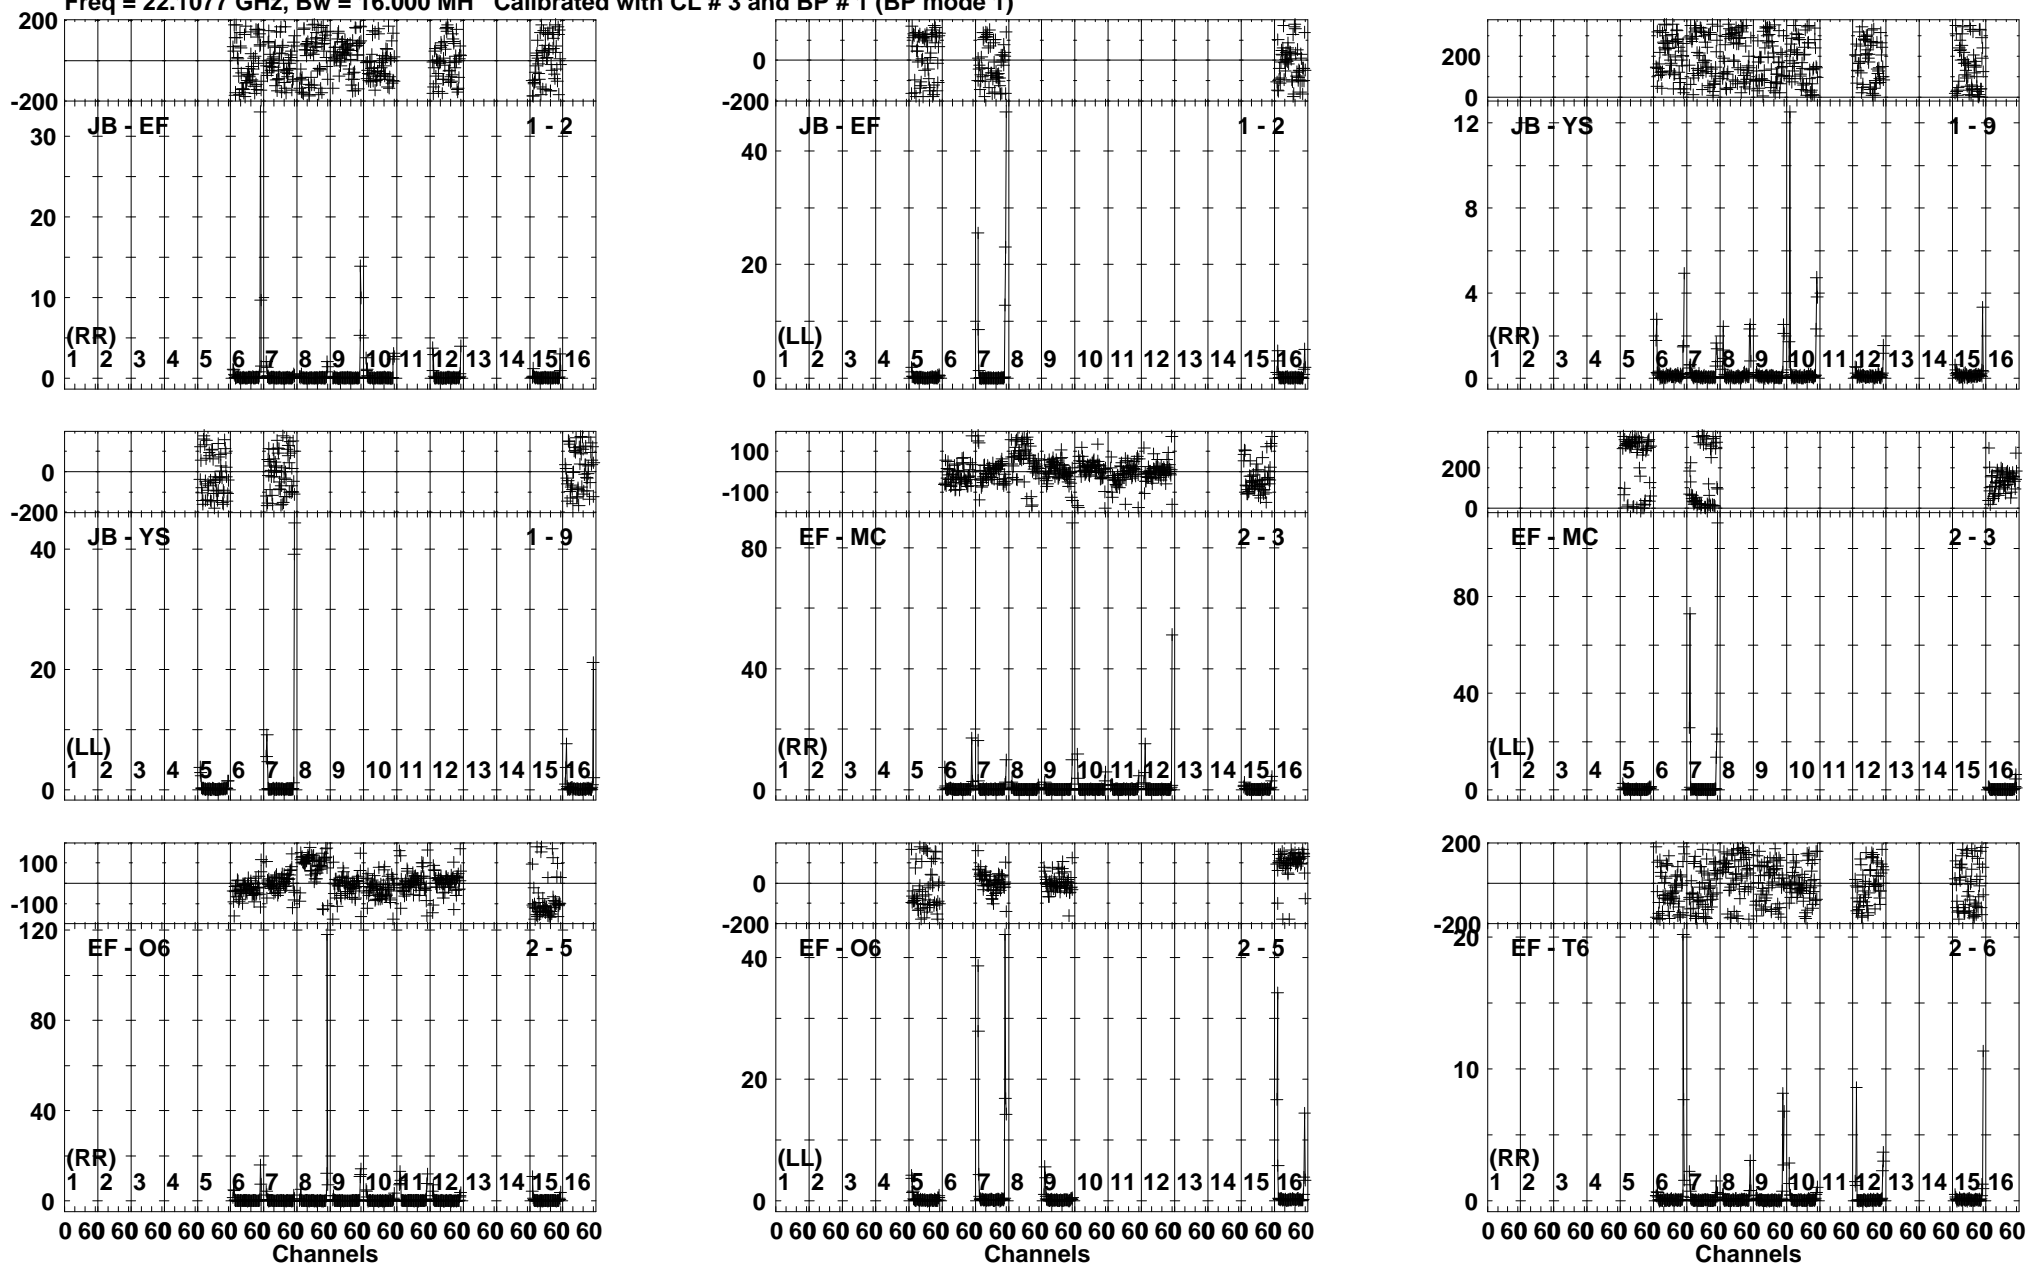 Freq = 22.1077 GHz, Bw = 16.000 MH Calibrated with CL # 3 and BP # 1 (BP mode 1)
200
-200
30
20
10
0
JB - EF
1 - 2
(RR)
1 2 3 4 5 6 7 8 9 10 11 12 13 14 15 16
0
-200
40
20
0
JB - EF
1 - 2
(LL)
1 2 3 4 5 6 7 8 9 10 11 12 13 14 15 16
200
0
12
8
4
0
JB - YS
1 - 9
(RR)
1 2 3 4 5 6 7 8 9 10 11 12 13 14 15 16
0
-200
40
20
0
JB - YS
1 - 9
(LL)
1 2 3 4 5 6 7 8 9 10 11 12 13 14 15 16
100
-100
80
40
0
EF - MC
2 - 3
(RR)
1 2 3 4 5 6 7 8 9 10 11 12 13 14 15 16
200
0
80
40
0
EF - MC
2 - 3
(LL)
1 2 3 4 5 6 7 8 9 10 11 12 13 14 15 16
100
-100
120
80
40
0
EF - O6
2 - 5
(RR)
1 2 3 4 5 6 7 8 9 10 11 12 13 14 15 16
0 60 60 60 60 60 60 60 60 60 60 60 60 60 60 60 60
Channels
0
-200
40
20
0
EF - O6
2 - 5
(LL)
1 2 3 4 5 6 7 8 9 10 11 12 13 14 15 16
0 60 60 60 60 60 60 60 60 60 60 60 60 60 60 60 60
Channels
200
-200
20
10
0
EF - T6
2 - 6
(RR)
1 2 3 4 5 6 7 8 9 10 11 12 13 14 15 16
0 60 60 60 60 60 60 60 60 60 60 60 60 60 60 60 60
Channels